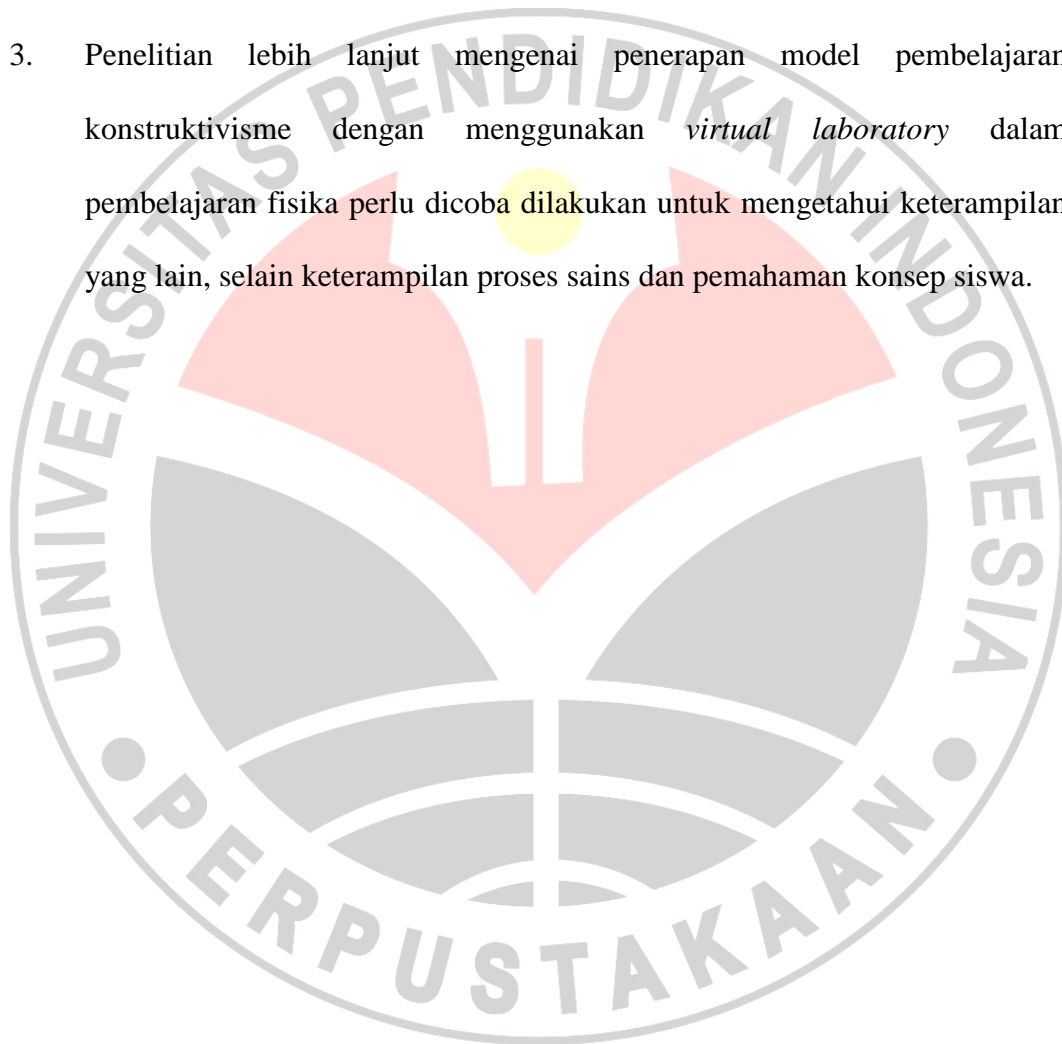 3. Penelitian lebih lanjut mengenai penerapan model pembelajaran
konstruktivisme dengan menggunakan virtual laboratory dalam
pembelajaran fisika perlu dicoba dilakukan untuk mengetahui keterampilan
yang lain, selain keterampilan proses sains dan pemahaman konsep siswa.
UNIVERSITAS PENDIDIKAN INDONESIA
PERPUSTAKAAN